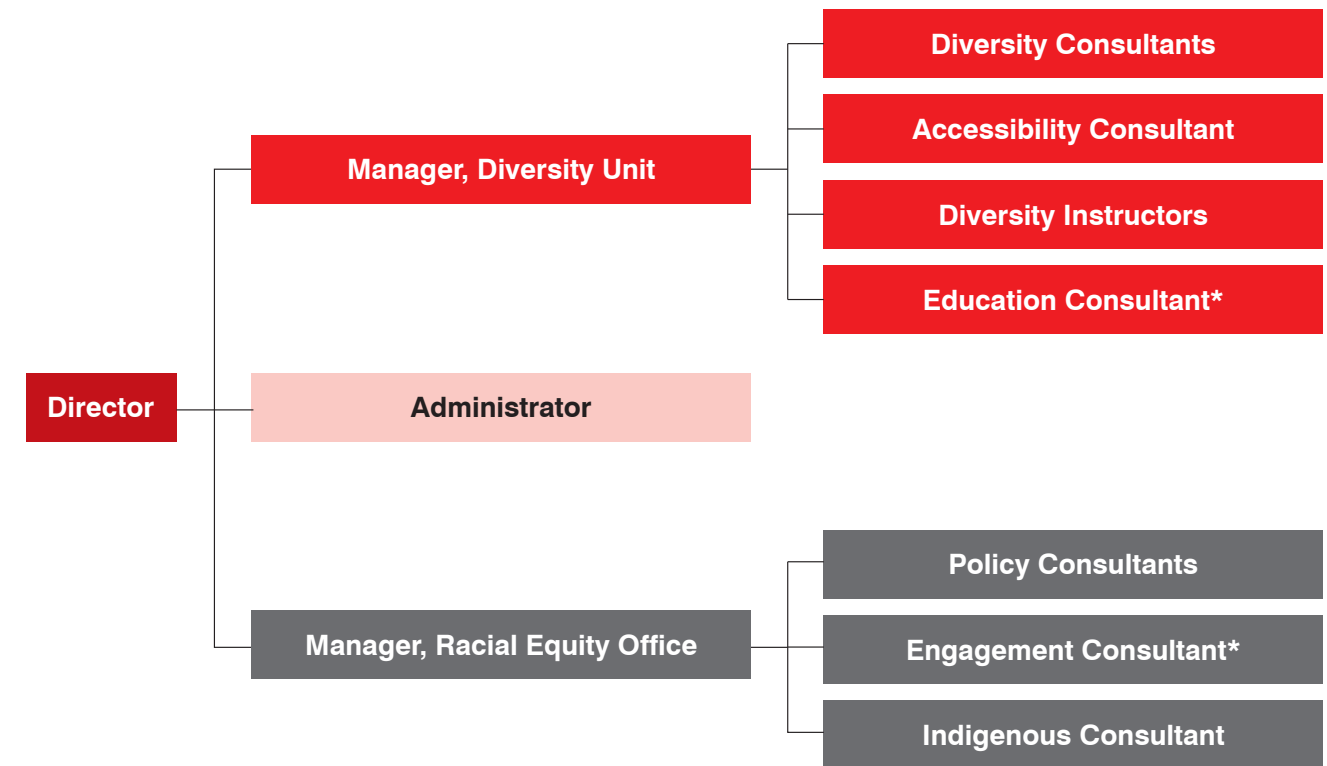 Director
Manager, Diversity Unit
Diversity Consultants
Accessibility Consultant
Diversity Instructors
Education Consultant*
Administrator
Manager, Racial Equity Office
Policy Consultants
Engagement Consultant*
Indigenous Consultant